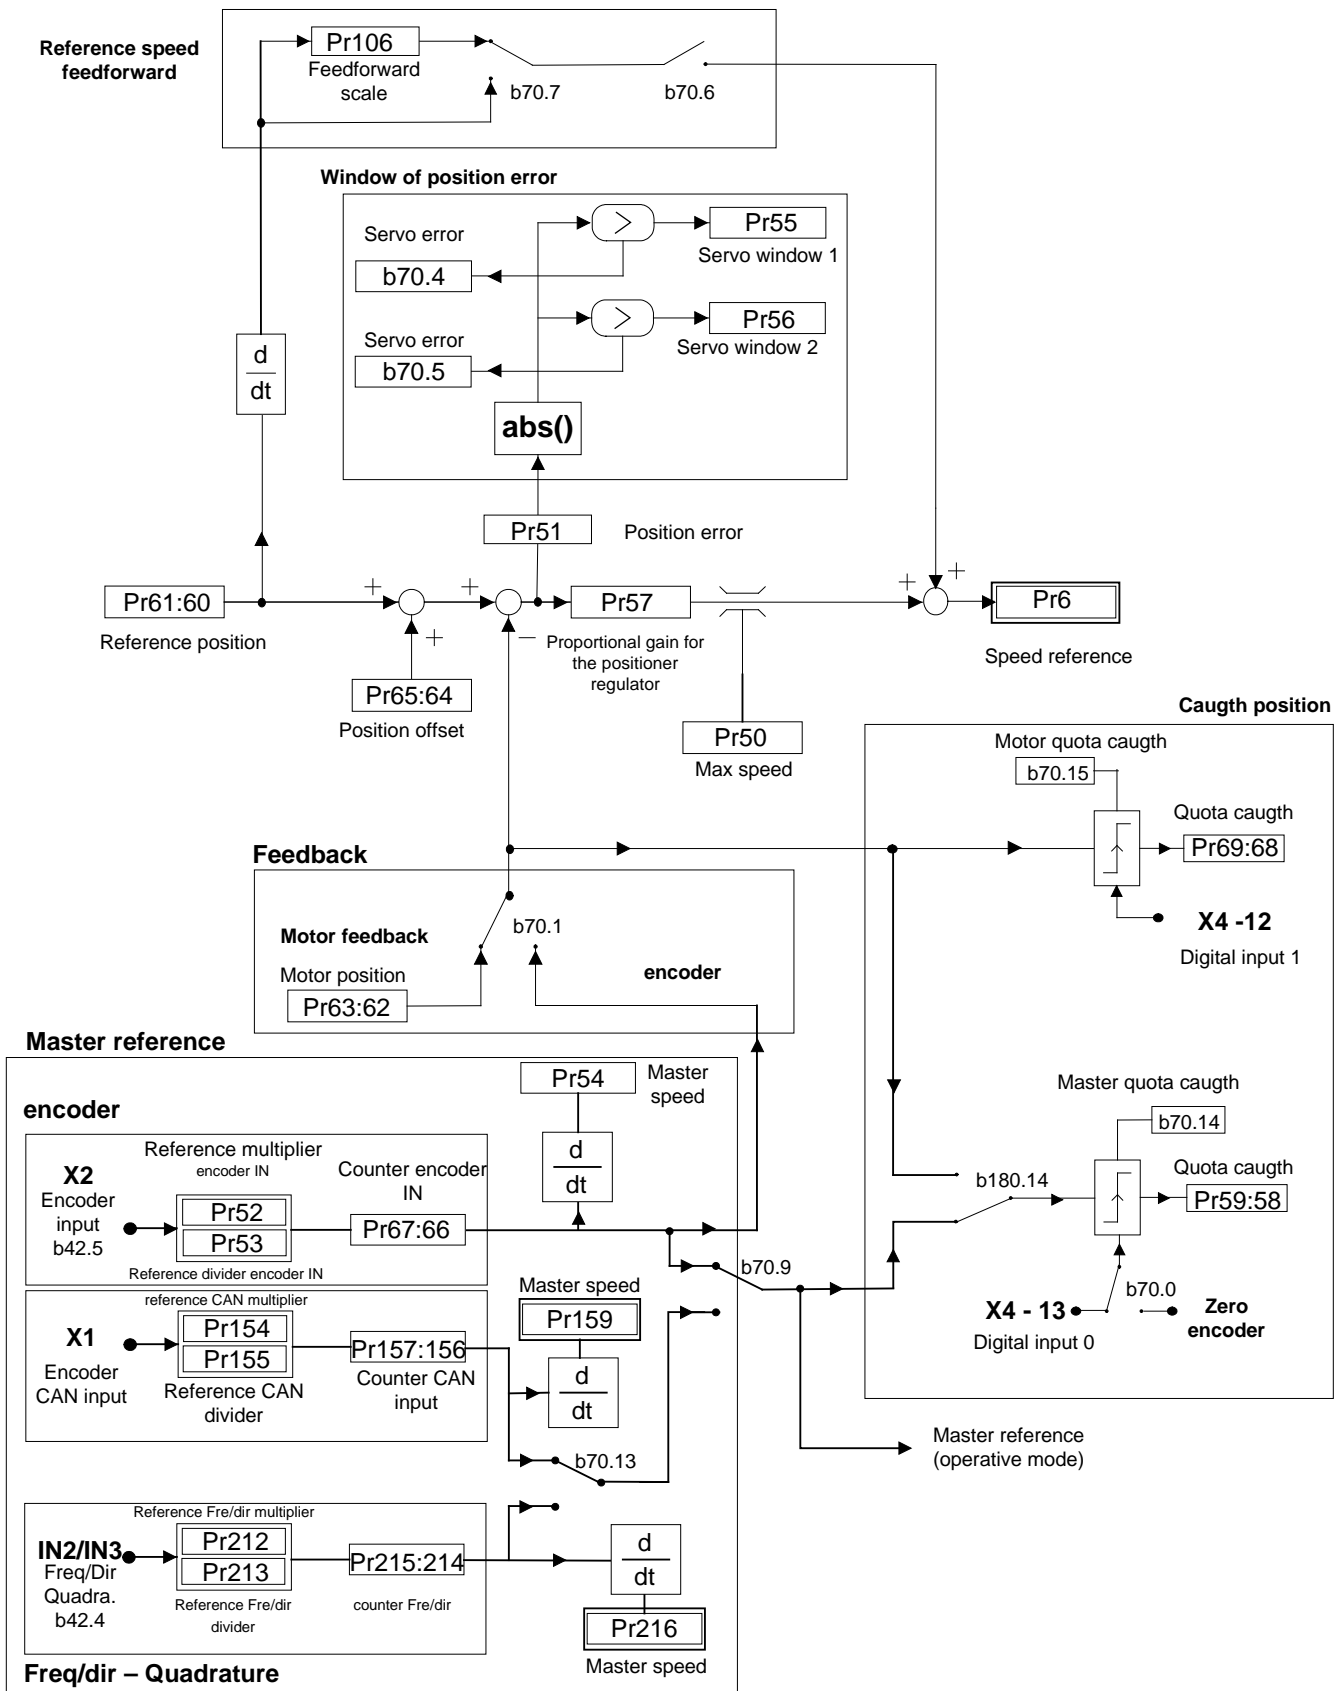 Reference speed
feedforward
Pr106
Feedforward
scale
b70.7
b70.6
Window of position error
Servo error
b70.4
>
Pr55
Servo window 1
Servo error
b70.5
>
Pr56
Servo window 2
d
dt
abs()
Pr51
Position error
Pr61:60
Reference position
+
+
+
−
Pr65:64
Position offset
Pr57
Proportional gain for
the positioner
regulator
Pr50
Max speed
+
+
Pr6
Speed reference
Caugth position
Motor quota caugth
b70.15
Quota caugth
Pr69:68
X4 -12
Digital input 1
Feedback
Motor feedback
Motor position
Pr63:62
b70.1
encoder
Master reference
Pr54
Master
speed
encoder
X2
Encoder
input
b42.5
Reference multiplier
encoder IN
Pr52
Pr53
Reference divider encoder IN
Counter encoder
IN
Pr67:66
d
dt
b70.9
Master quota caugth
b70.14
b180.14
Quota caugth
Pr59:58
X4 - 13
Digital input 0
b70.0
Zero
encoder
X1
Encoder
CAN input
reference CAN multiplier
Pr154
Pr155
Reference CAN
divider
Pr157:156
Counter CAN
input
Master speed
Pr159
d
dt
b70.13
Master reference
(operative mode)
IN2/IN3
Freq/Dir
Quadra.
b42.4
Reference Fre/dir multiplier
Pr212
Pr213
Reference Fre/dir
divider
Pr215:214
counter Fre/dir
d
dt
Pr216
Master speed
Freq/dir – Quadrature